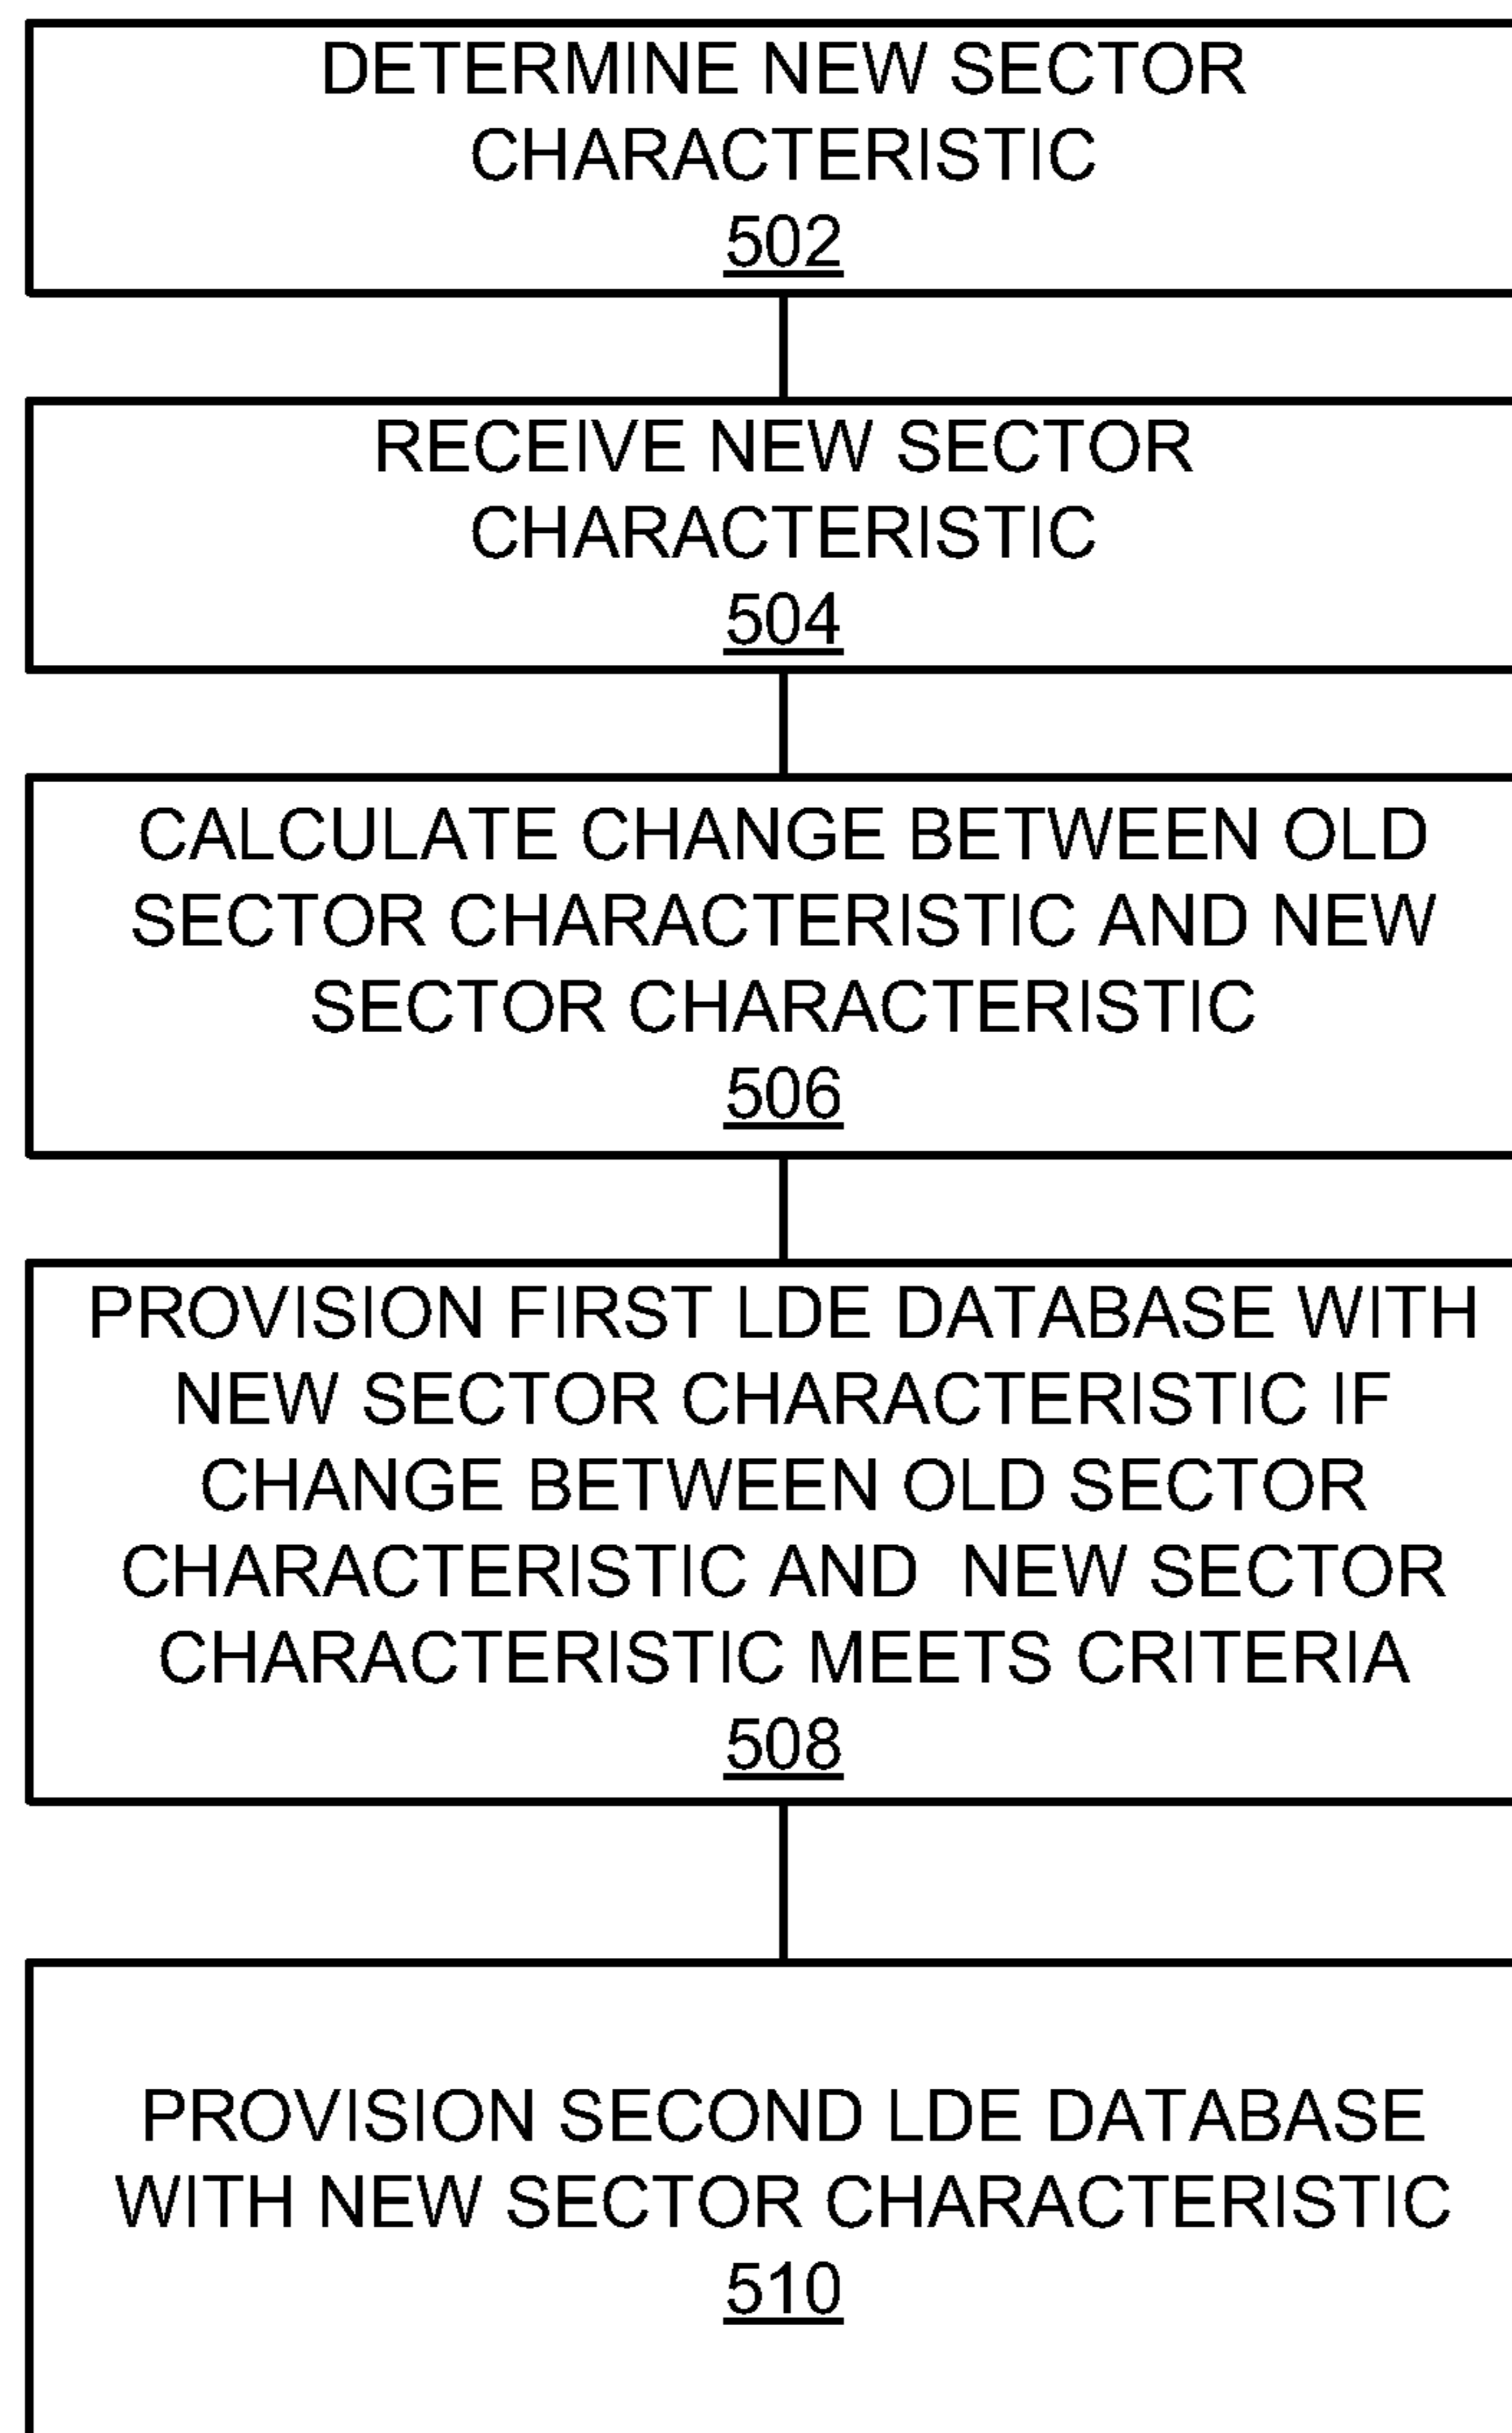 DETERMINE NEW SECTOR
CHARACTERISTIC
502
RECEIVE NEW SECTOR
CHARACTERISTIC
504
CALCULATE CHANGE BETWEEN OLD
SECTOR CHARACTERISTIC AND NEW
SECTOR CHARACTERISTIC
506
PROVISION FIRST LDE DATABASE WITH
NEW SECTOR CHARACTERISTIC IF
CHANGE BETWEEN OLD SECTOR
CHARACTERISTIC AND NEW SECTOR
CHARACTERISTIC MEETS CRITERIA
508
PROVISION SECOND LDE DATABASE
WITH NEW SECTOR CHARACTERISTIC
510